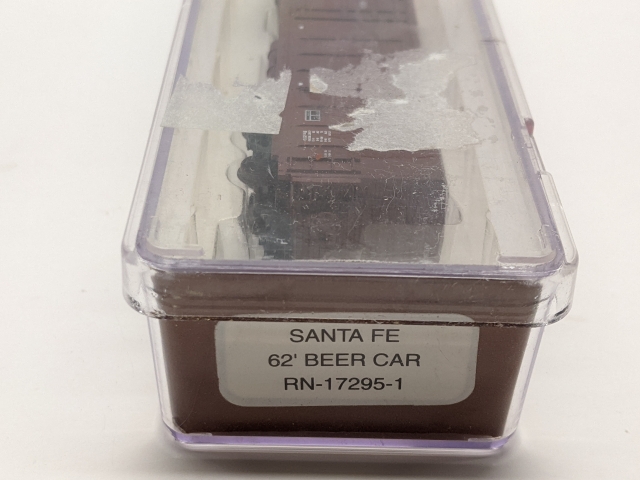 SANTA FE
62' BEER CAR
RN-17295-1